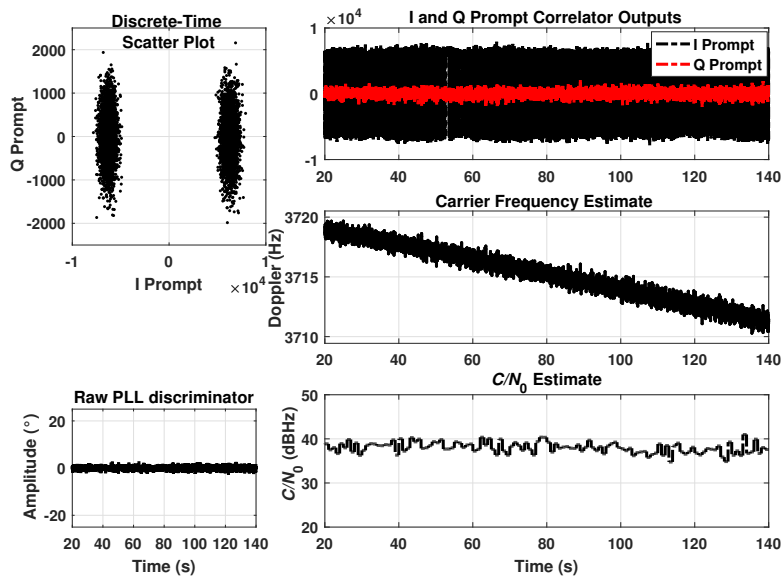 Discrete-Time
Scatter Plot
2000
1000
0
-1000
-2000
Q Prompt
-1
0
1
I Prompt
×10⁴
I and Q Prompt Correlator Outputs
×10⁴
1
0
-1
I Prompt
Q Prompt
20
40
60
80
100
120
140
Carrier Frequency Estimate
3720
3715
3710
Doppler (Hz)
20
40
60
80
100
120
140
Raw PLL discriminator
20
0
-20
Amplitude (°)
20 40 60 80 100 120 140
Time (s)
C/N₀ Estimate
50
40
30
20
C/N₀ (dBHz)
20
40
60
80
100
120
140
Time (s)